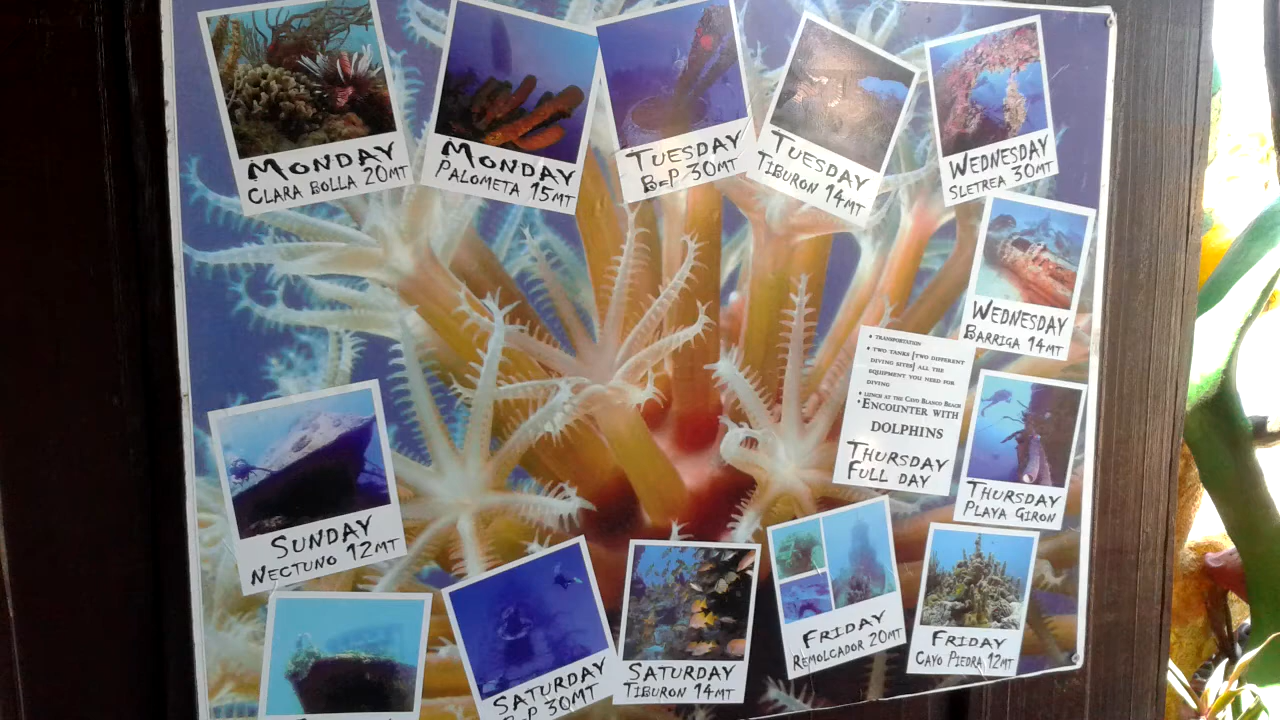 MONDAY
CLARA BOLLA 20MT
MONDAY
PALOMETA 15MT
TUESDAY
B=P 30MT
TUESDAY
TIBURON 14MT
WEDNESDAY
SLETREA 30MT
WEDNESDAY
BARRIGA 14MT
• TRANSPORTATION
• TWO TANKS [TWO DIFFERENT
DIVING SITES] ALL THE
EQUIPMENT YOU NEED FOR
DIVING
• LUNCH AT THE CAYO BLANCO BEACH
• ENCOUNTER WITH
DOLPHINS
THURSDAY
FULL DAY
THURSDAY
PLAYA GIRON
FRIDAY
CAYO PIEDRA 12MT
FRIDAY
REMOLCADOR 20MT
SATURDAY
TIBURON 14MT
SATURDAY
B=P 30MT
SUNDAY
NECTUNO 12MT